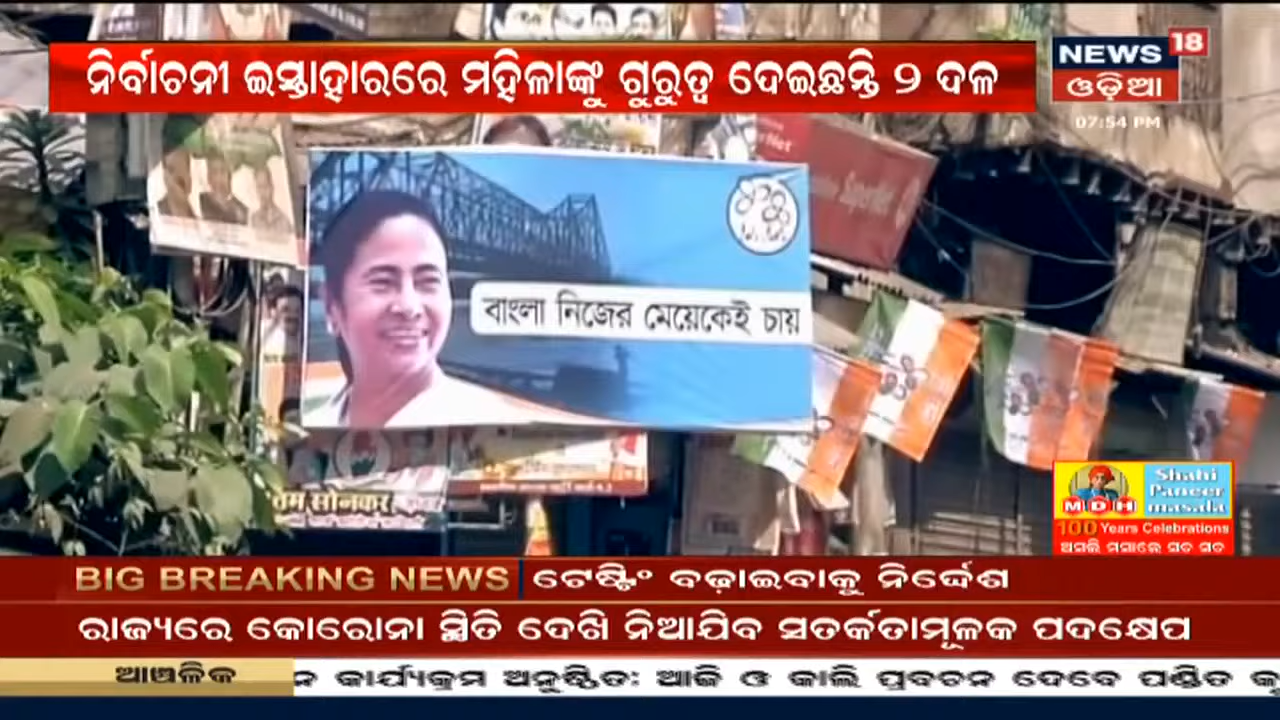 ନିର୍ବାଚନୀ ଇସ୍ତାହାରରେ ମହିଳାଙ୍କୁ ଗୁରୁତ୍ୱ ଦେଇଛନ୍ତି ୨ ଦଳ
NEWS 18
ଓଡ଼ିଆ
07:54 PM
বাংলা নিজের মেয়েকেই চায়
Shahi
Paneer
masala
MDH
100 Years Celebrations
BIG BREAKING NEWS ଟେଷ୍ଟିଂ ବଢ଼ାଇବାକୁ ନିର୍ଦ୍ଦେଶ
ରାଜ୍ୟରେ କୋରୋନା ସ୍ଥିତି ଦେଖି ନିଆଯିବ ସତର୍କତାମୂଳକ ପଦକ୍ଷେପ
ଆଞ୍ଚଳିକ ନ କାର୍ଯ୍ୟକ୍ରମ ଅନୁଷ୍ଠିତ: ଆଜି ଓ କାଲି ପ୍ରବଚନ ଦେବେ ପଣ୍ଡିତ